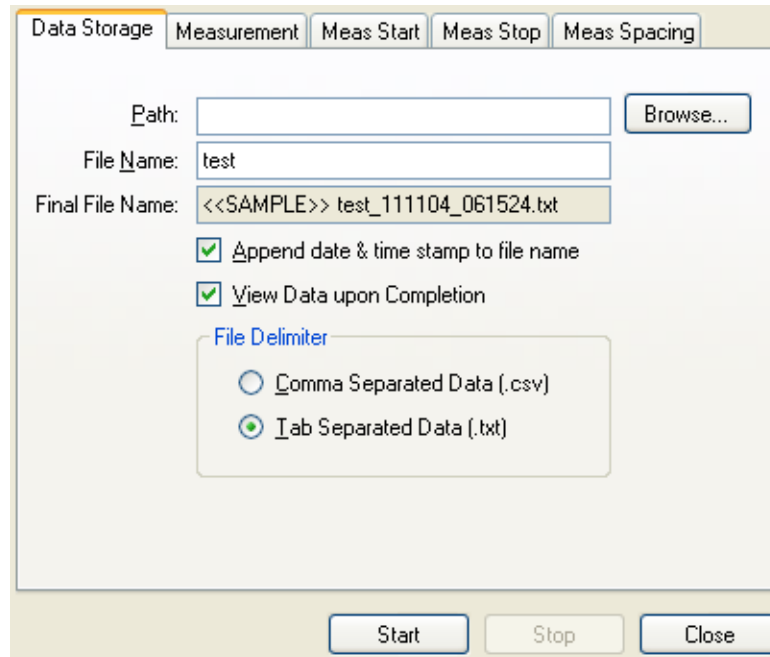 Data Storage Measurement Meas Start Meas Stop Meas Spacing
Path: Browse...
File Name: test
Final File Name: <<SAMPLE>> test_111104_061524.txt
Append date & time stamp to file name
View Data upon Completion
File Delimiter
Comma Separated Data (.csv)
Tab Separated Data (.txt)
Start Stop Close